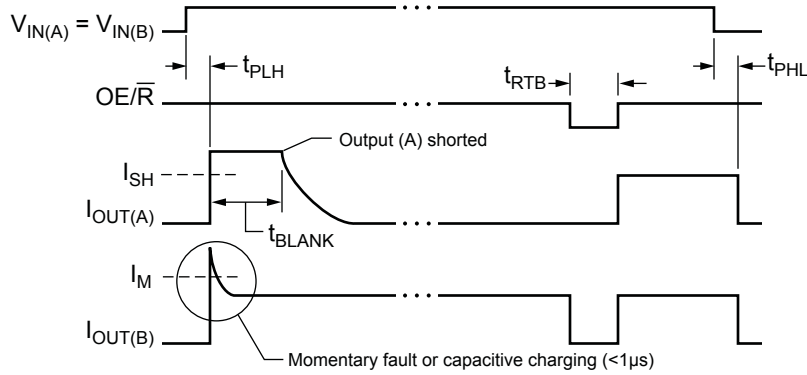 V_IN(A) = V_IN(B)
t_PLH
t_RTB
t_PHL
OE/R̅
Output (A) shorted
I_SH
I_OUT(A)
t_BLANK
I_M
I_OUT(B)
Momentary fault or capacitive charging (<1µs)